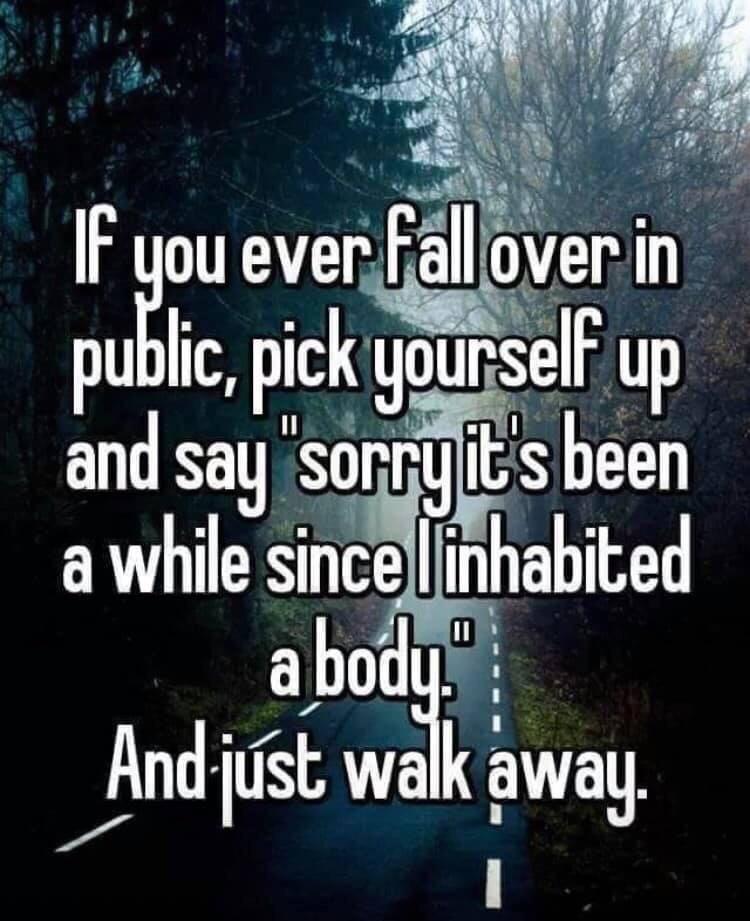 If you ever fall over in
public, pick yourself up
and say "sorry it's been
a while since I inhabited
a body."
And just walk away.